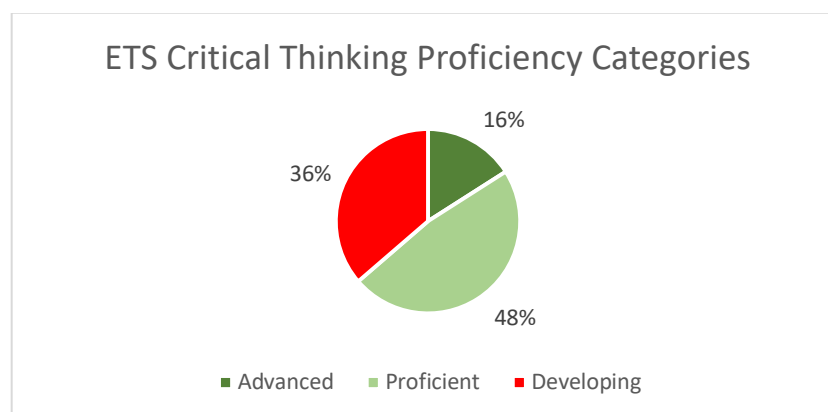 ETS Critical Thinking Proficiency Categories
16%
36%
48%
Advanced Proficient Developing